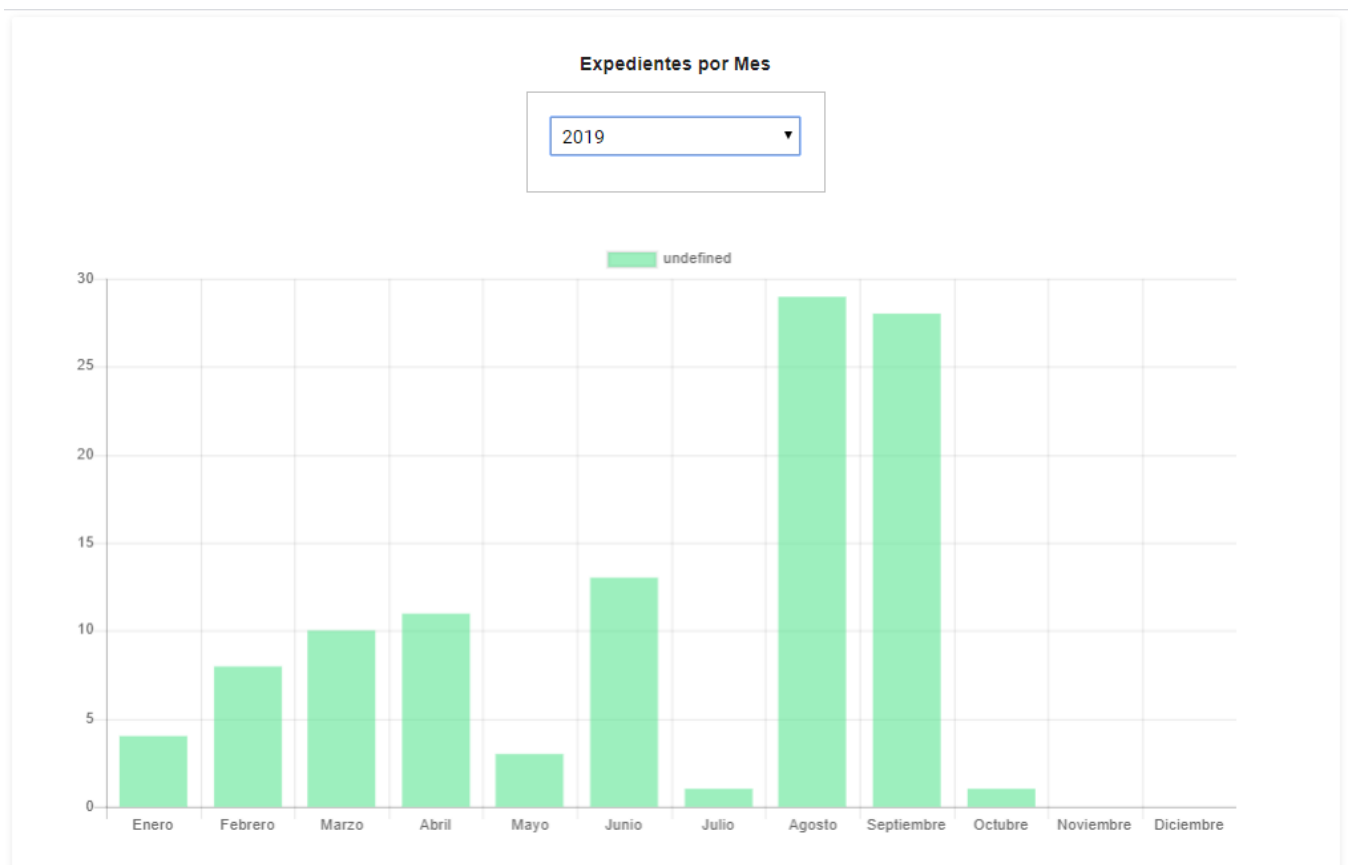 Expedientes por Mes
2019
undefined
30
25
20
15
10
5
0
Enero Febrero Marzo Abril Mayo Junio Julio Agosto Septiembre Octubre Noviembre Diciembre